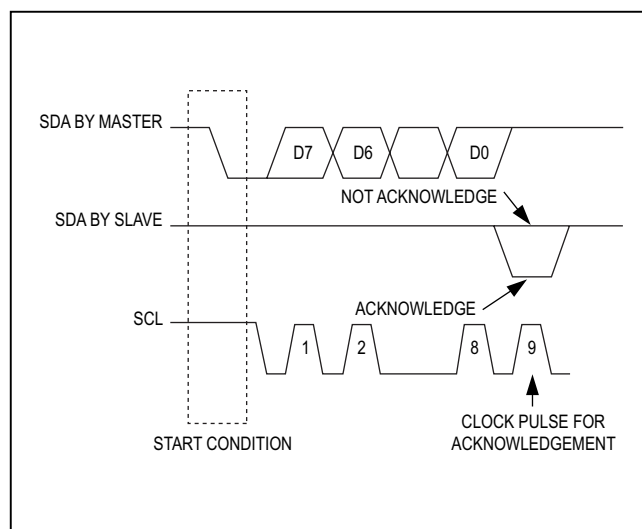 SDA BY MASTER
D7
D6
D0
NOT ACKNOWLEDGE
SDA BY SLAVE
ACKNOWLEDGE
SCL
1
2
8
9
START CONDITION
CLOCK PULSE FOR
ACKNOWLEDGEMENT